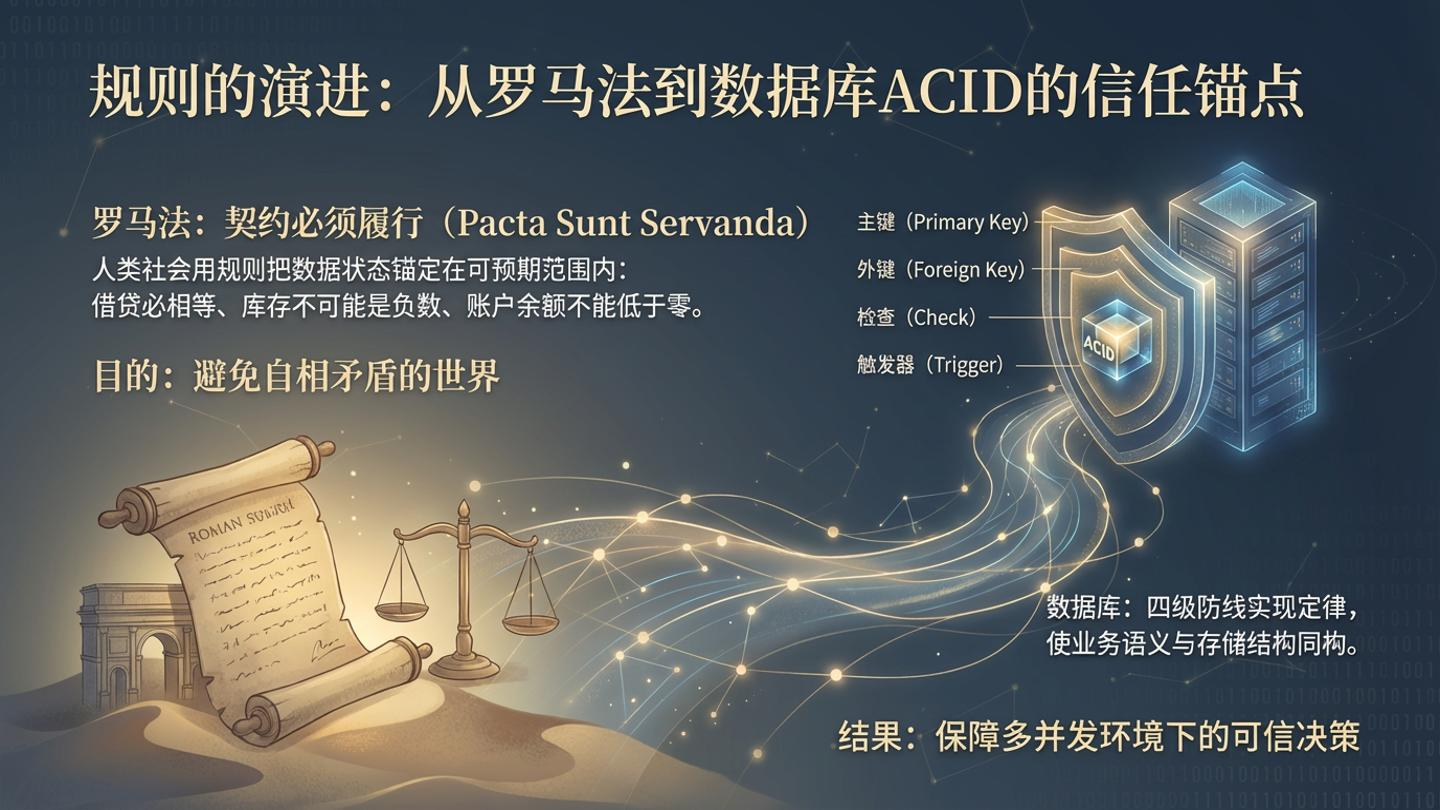 规则的演进：从罗马法到数据库ACID的信任锚点
罗马法：契约必须履行（Pacta Sunt Servanda）
人类社会用规则把数据状态锚定在可预期范围内：
借贷必相等、库存不可能是负数、账户余额不能低于零。
目的：避免自相矛盾的世界
主键（Primary Key）
外键（Foreign Key）
检查（Check）
触发器（Trigger）
ACID
ROMAN
数据库：四级防线实现定律，
使业务语义与存储结构同构。
结果：保障多并发环境下的可信决策